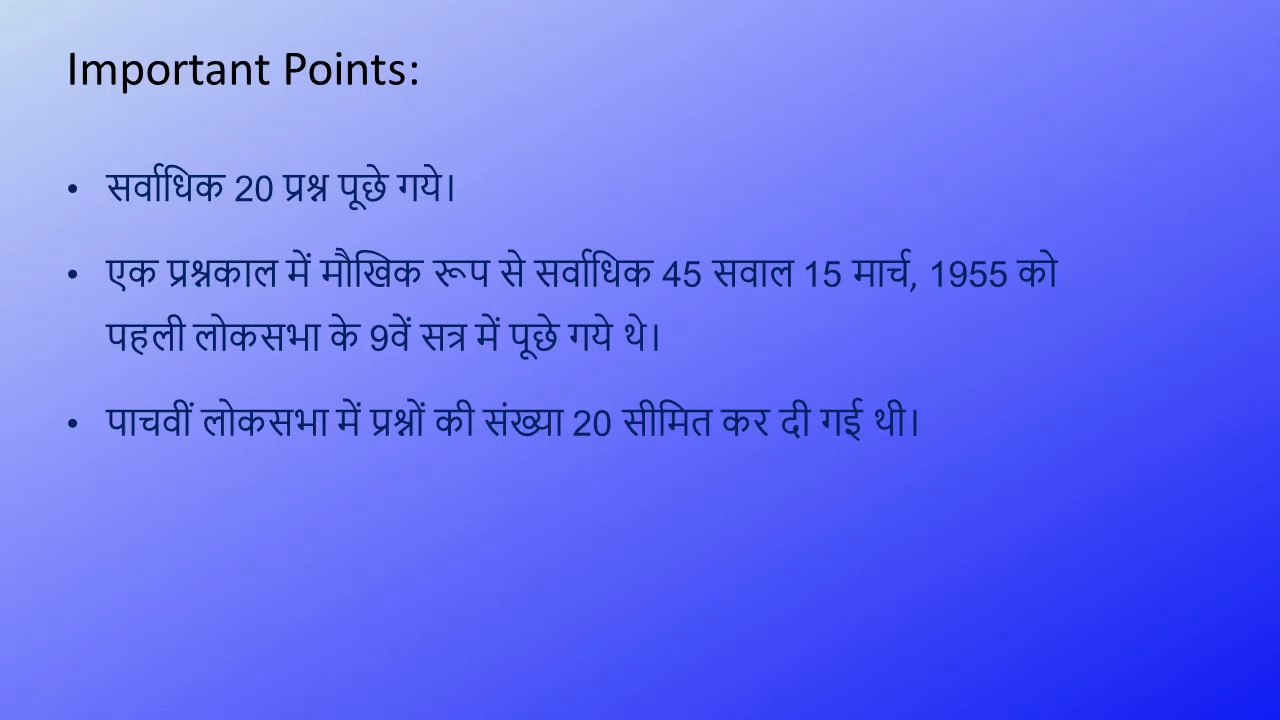 Important Points:
• सर्वाधिक 20 प्रश्न पूछे गये।
• एक प्रश्नकाल में मौखिक रूप से सर्वाधिक 45 सवाल 15 मार्च, 1955 को
पहली लोकसभा के 9वें सत्र में पूछे गये थे।
• पाचवीं लोकसभा में प्रश्नों की संख्या 20 सीमित कर दी गई थी।